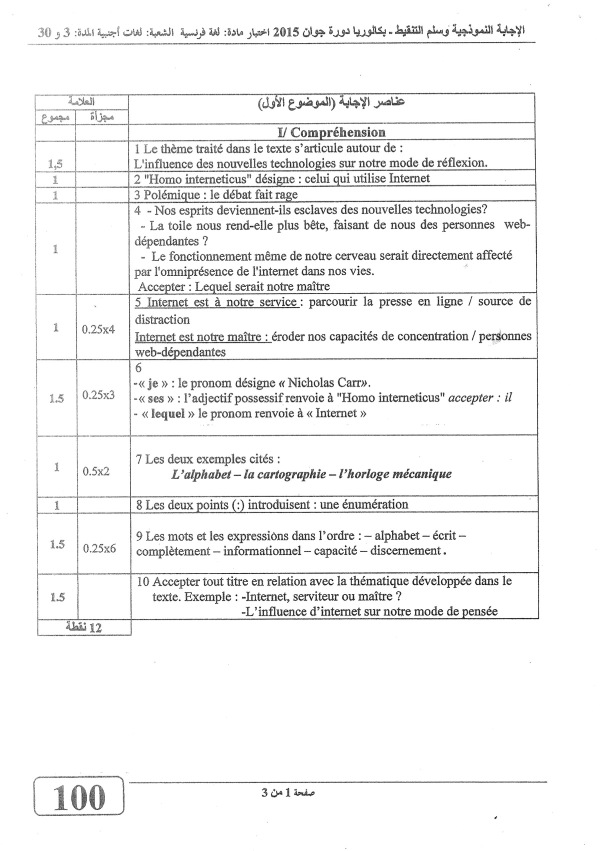 الإجابة النموذجية وسلم التنقيط - بكالوريا دورة جوان 2015 اختبار مادة: لغة فرنسية الشعبة: لغات أجنبية المدة: 3 و 30
العلامة
عناصر الإجابة (الموضوع الأول)
مجموع مجزأة
I/ Compréhension
1 Le thème traité dans le texte s'articule autour de :
1,5 L'influence des nouvelles technologies sur notre mode de réflexion.
1 2 "Homo interneticus" désigne : celui qui utilise Internet
1 3 Polémique : le débat fait rage
4 - Nos esprits deviennent-ils esclaves des nouvelles technologies?
- La toile nous rend-elle plus bête, faisant de nous des personnes web-
dépendantes ?
1
- Le fonctionnement même de notre cerveau serait directement affecté
par l'omniprésence de l'internet dans nos vies.
Accepter : Lequel serait notre maître
5 Internet est à notre service : parcourir la presse en ligne / source de
distraction
1 0.25x4
Internet est notre maître : éroder nos capacités de concentration / personnes
web-dépendantes
6
-« je » : le pronom désigne « Nicholas Carr».
1.5 0.25x3 -« ses » : l'adjectif possessif renvoie à "Homo interneticus" accepter : il
- « lequel » le pronom renvoie à « Internet »
7 Les deux exemples cités :
1 0.5x2
L'alphabet – la cartographie – l'horloge mécanique
1 8 Les deux points (:) introduisent : une énumération
9 Les mots et les expressions dans l'ordre : – alphabet – écrit –
1.5 0.25x6
complètement – informationnel – capacité – discernement .
10 Accepter tout titre en relation avec la thématique développée dans le
1.5 texte. Exemple : -Internet, serviteur ou maître ?
-L'influence d'internet sur notre mode de pensée
12 نقطة
صفحة 1 من 3
100